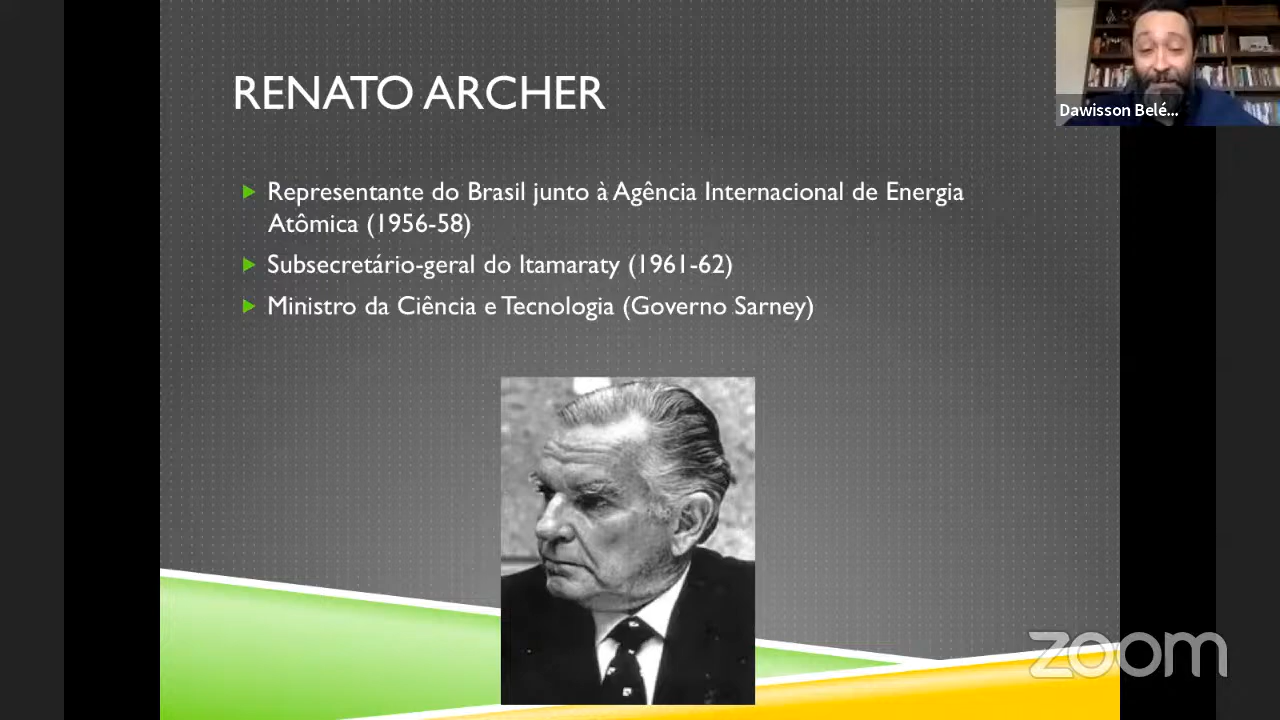 RENATO ARCHER
Representante do Brasil junto à Agência Internacional de Energia
Atômica (1956-58)
Subsecretário-geral do Itamaraty (1961-62)
Ministro da Ciência e Tecnologia (Governo Sarney)
Dawisson Belé...
zoom